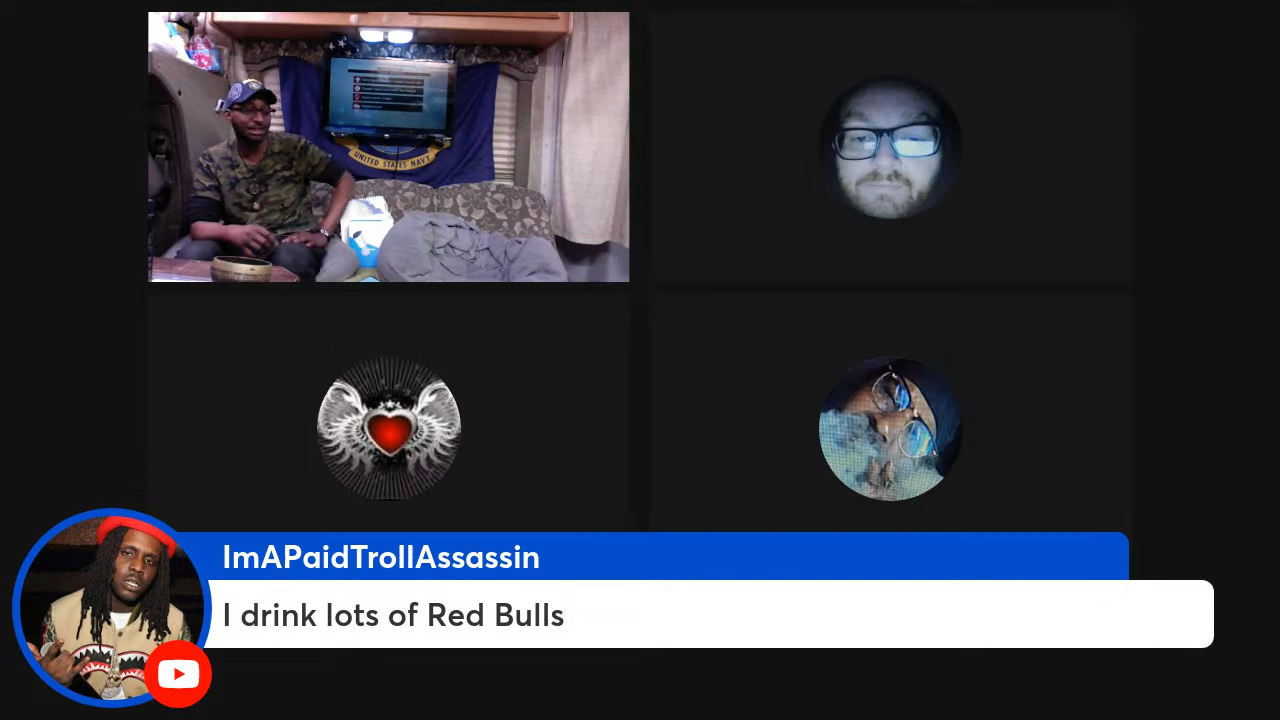 UNITED STATES NAVY
ImAPaidTrollAssassin
I drink lots of Red Bulls